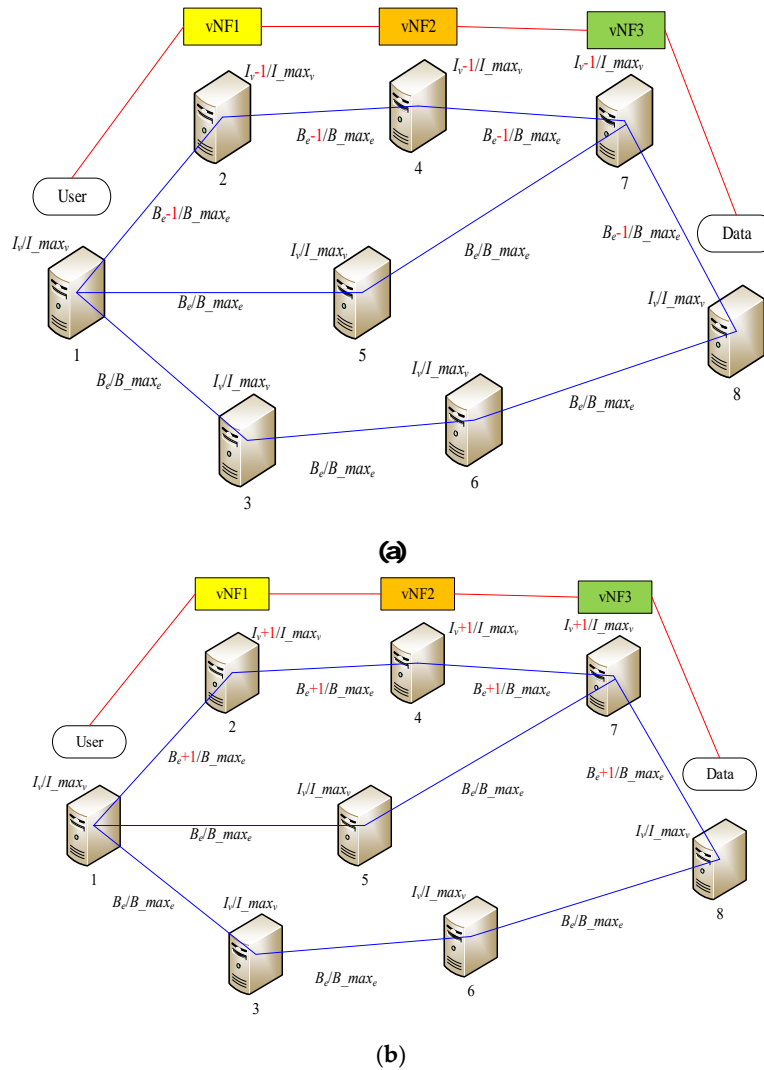 vNF1
vNF2
vNF3
I_v-1/I_max_v
I_v-1/I_max_v
I_v-1/I_max_v
B_e-1/B_max_e
B_e-1/B_max_e
2
4
7
User
Data
B_e-1/B_max_e
B_e-1/B_max_e
I_v/I_max_v
I_v/I_max_v
B_e/B_max_e
I_v/I_max_v
B_e/B_max_e
1
5
B_e/B_max_e
I_v/I_max_v
I_v/I_max_v
B_e/B_max_e
8
B_e/B_max_e
3
6
(a)
vNF1
vNF2
vNF3
I_v+1/I_max_v
I_v+1/I_max_v
I_v+1/I_max_v
B_e+1/B_max_e
B_e+1/B_max_e
2
4
7
User
Data
B_e+1/B_max_e
B_e+1/B_max_e
I_v/I_max_v
I_v/I_max_v
B_e/B_max_e
I_v/I_max_v
B_e/B_max_e
1
5
B_e/B_max_e
I_v/I_max_v
I_v/I_max_v
B_e/B_max_e
8
B_e/B_max_e
3
6
(b)